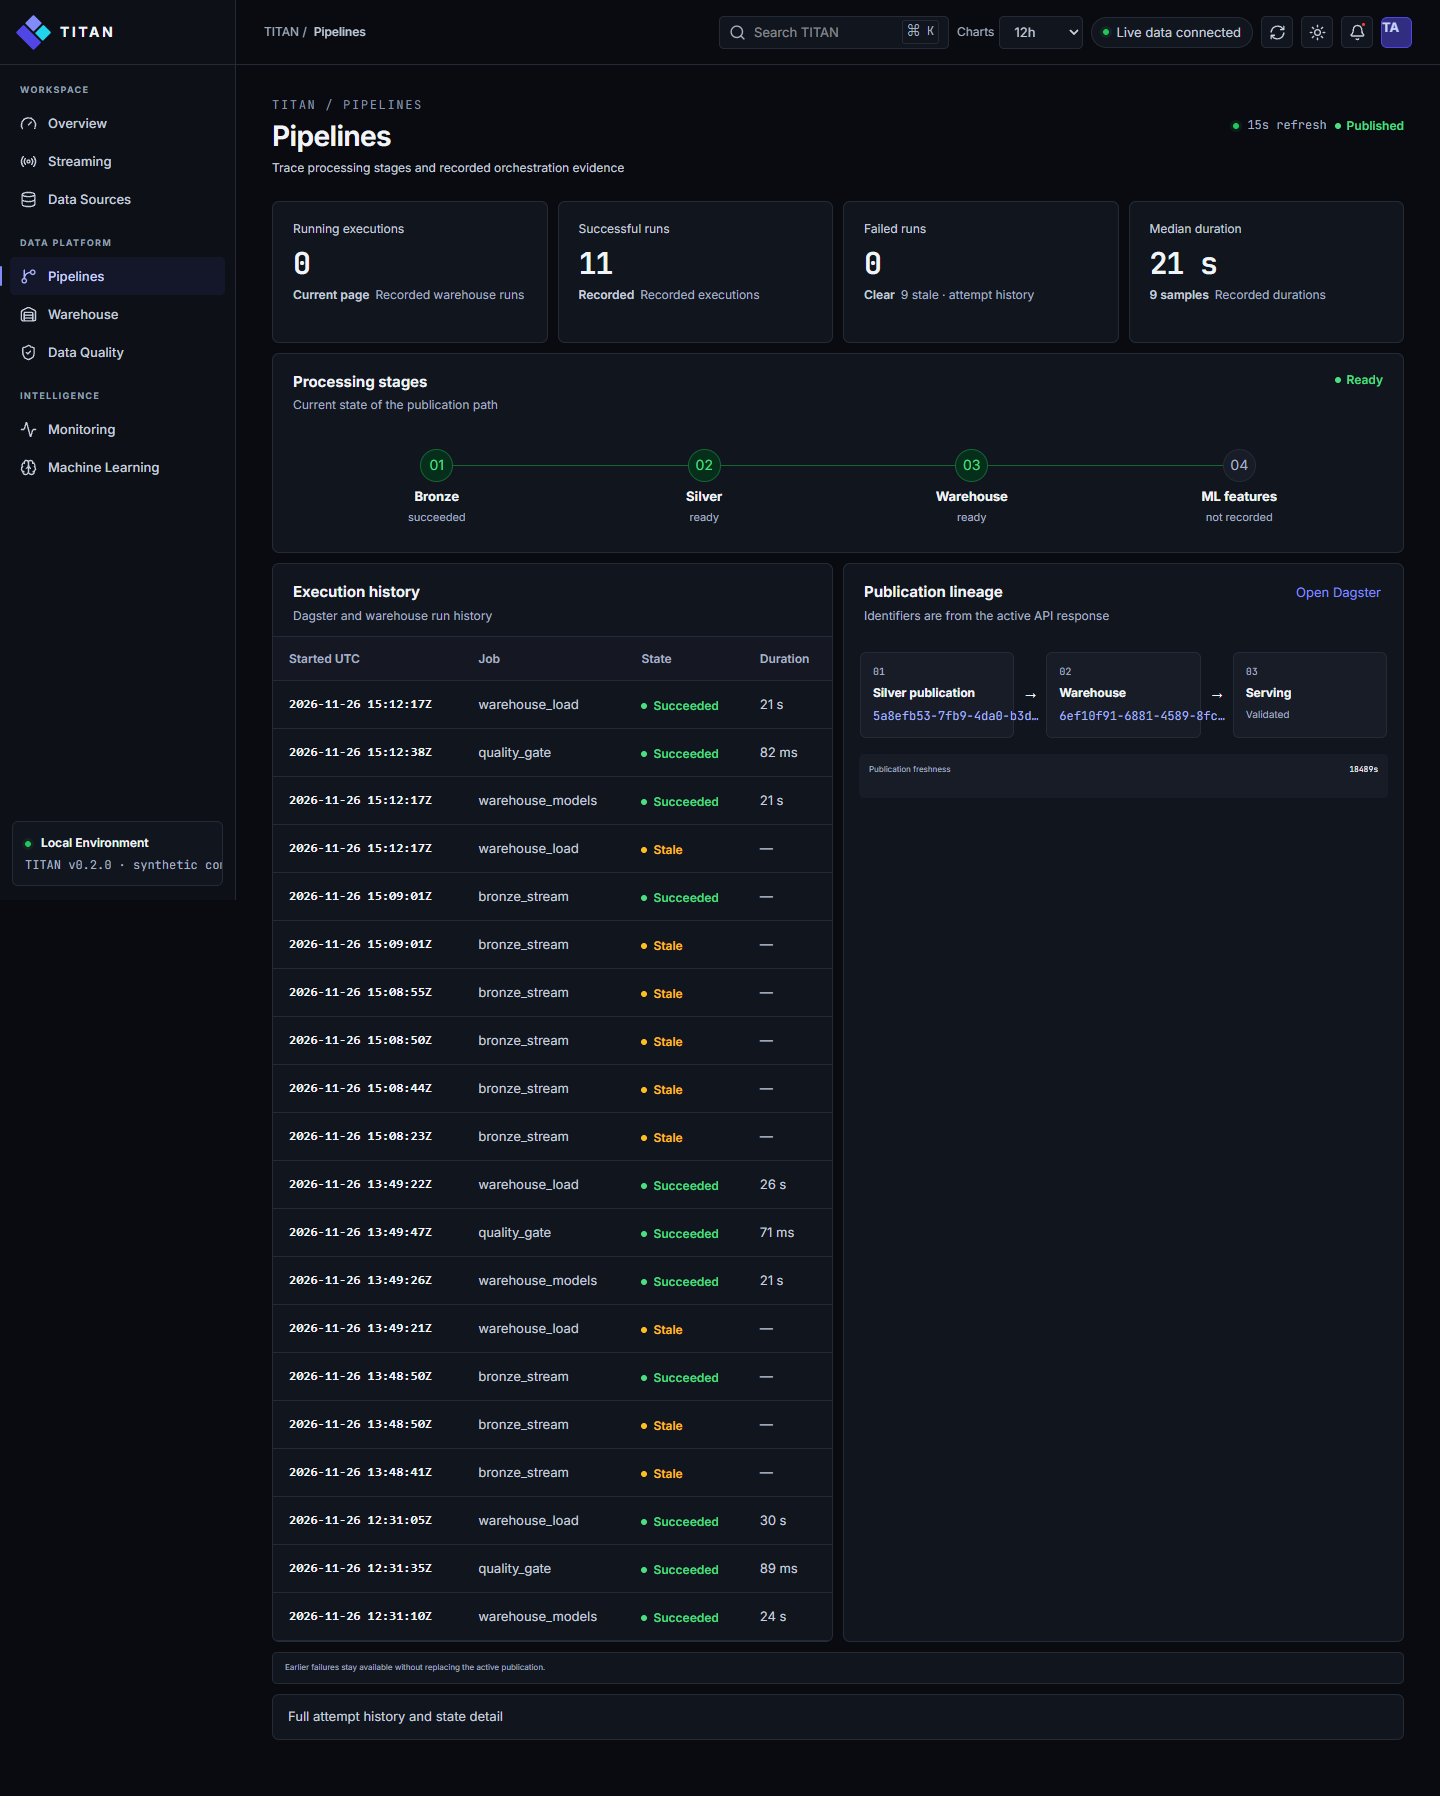 TITAN
TITAN / Pipelines
Search TITAN ⌘ K
Charts 12h
Live data connected
TA
WORKSPACE
Overview
Streaming
Data Sources
DATA PLATFORM
Pipelines
Warehouse
Data Quality
INTELLIGENCE
Monitoring
Machine Learning
Local Environment
TITAN v0.2.0 · synthetic co
TITAN / PIPELINES
Pipelines
Trace processing stages and recorded orchestration evidence
15s refresh Published
Running executions
0
Current page Recorded warehouse runs
Successful runs
11
Recorded Recorded executions
Failed runs
0
Clear 9 stale · attempt history
Median duration
21 s
9 samples Recorded durations
Processing stages
Current state of the publication path
Ready
01
Bronze
succeeded
02
Silver
ready
03
Warehouse
ready
04
ML features
not recorded
Execution history
Dagster and warehouse run history
Started UTC Job State Duration
2026-11-26 15:12:17Z warehouse_load Succeeded 21 s
2026-11-26 15:12:38Z quality_gate Succeeded 82 ms
2026-11-26 15:12:17Z warehouse_models Succeeded 21 s
2026-11-26 15:12:17Z warehouse_load Stale —
2026-11-26 15:09:01Z bronze_stream Succeeded —
2026-11-26 15:09:01Z bronze_stream Stale —
2026-11-26 15:08:55Z bronze_stream Stale —
2026-11-26 15:08:50Z bronze_stream Stale —
2026-11-26 15:08:44Z bronze_stream Stale —
2026-11-26 15:08:23Z bronze_stream Stale —
2026-11-26 13:49:22Z warehouse_load Succeeded 26 s
2026-11-26 13:49:47Z quality_gate Succeeded 71 ms
2026-11-26 13:49:26Z warehouse_models Succeeded 21 s
2026-11-26 13:49:21Z warehouse_load Stale —
2026-11-26 13:48:50Z bronze_stream Succeeded —
2026-11-26 13:48:50Z bronze_stream Stale —
2026-11-26 13:48:41Z bronze_stream Stale —
2026-11-26 12:31:05Z warehouse_load Succeeded 30 s
2026-11-26 12:31:35Z quality_gate Succeeded 89 ms
2026-11-26 12:31:10Z warehouse_models Succeeded 24 s
Publication lineage
Open Dagster
Identifiers are from the active API response
01
Silver publication
5a8efb53-7fb9-4da0-b3d…
→
02
Warehouse
6ef10f91-6881-4589-8fc…
→
03
Serving
Validated
Publication freshness 18489s
Earlier failures stay available without replacing the active publication.
Full attempt history and state detail